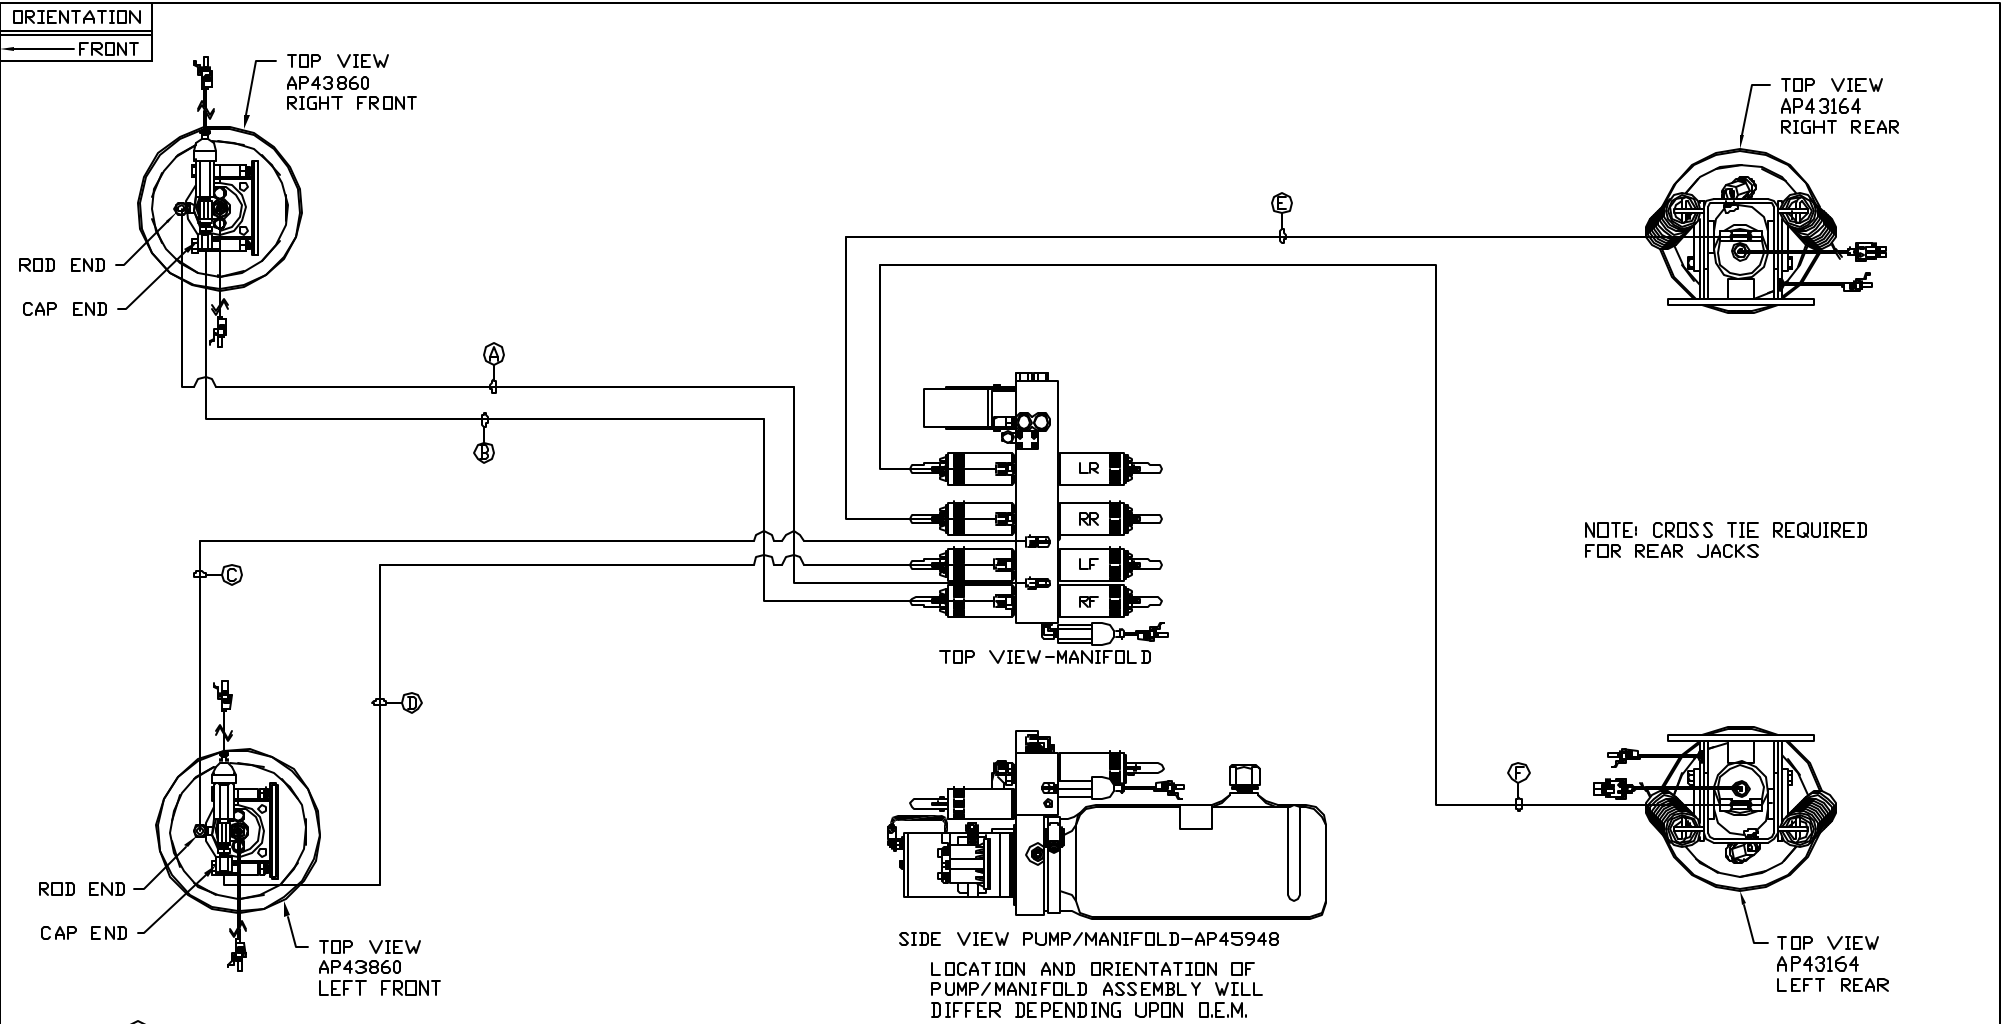 ORIENTATION
FRONT
TOP VIEW
AP43860
RIGHT FRONT
TOP VIEW
AP43164
RIGHT REAR
E
ROD END
CAP END
A
B
LR
RR
LF
RF
NOTE: CROSS TIE REQUIRED
FOR REAR JACKS
C
TOP VIEW-MANIFOLD
D
F
ROD END
CAP END
TOP VIEW
AP43860
LEFT FRONT
SIDE VIEW PUMP/MANIFOLD-AP45948
LOCATION AND ORIENTATION OF
PUMP/MANIFOLD ASSEMBLY WILL
DIFFER DEPENDING UPON O.E.M.
TOP VIEW
AP43164
LEFT REAR